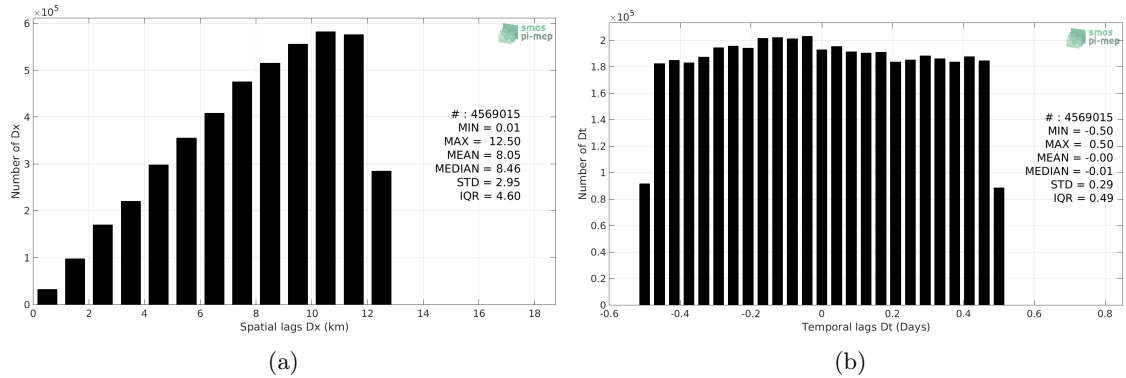 ×10⁵
6
5
4
3
2
1
0
Number of Dx
0 2 4 6 8 10 12 14 16 18
Spatial lags Dx (km)
smos
pi-mep
# : 4569015
MIN = 0.01
MAX = 12.50
MEAN = 8.05
MEDIAN = 8.46
STD = 2.95
IQR = 4.60
(a)
×10⁵
2
1.8
1.6
1.4
1.2
1
0.8
0.6
0.4
0.2
0
Number of Dt
-0.6 -0.4 -0.2 0 0.2 0.4 0.6 0.8
Temporal lags Dt (Days)
smos
pi-mep
# : 4569015
MIN = -0.50
MAX = 0.50
MEAN = -0.00
MEDIAN = -0.01
STD = 0.29
IQR = 0.49
(b)